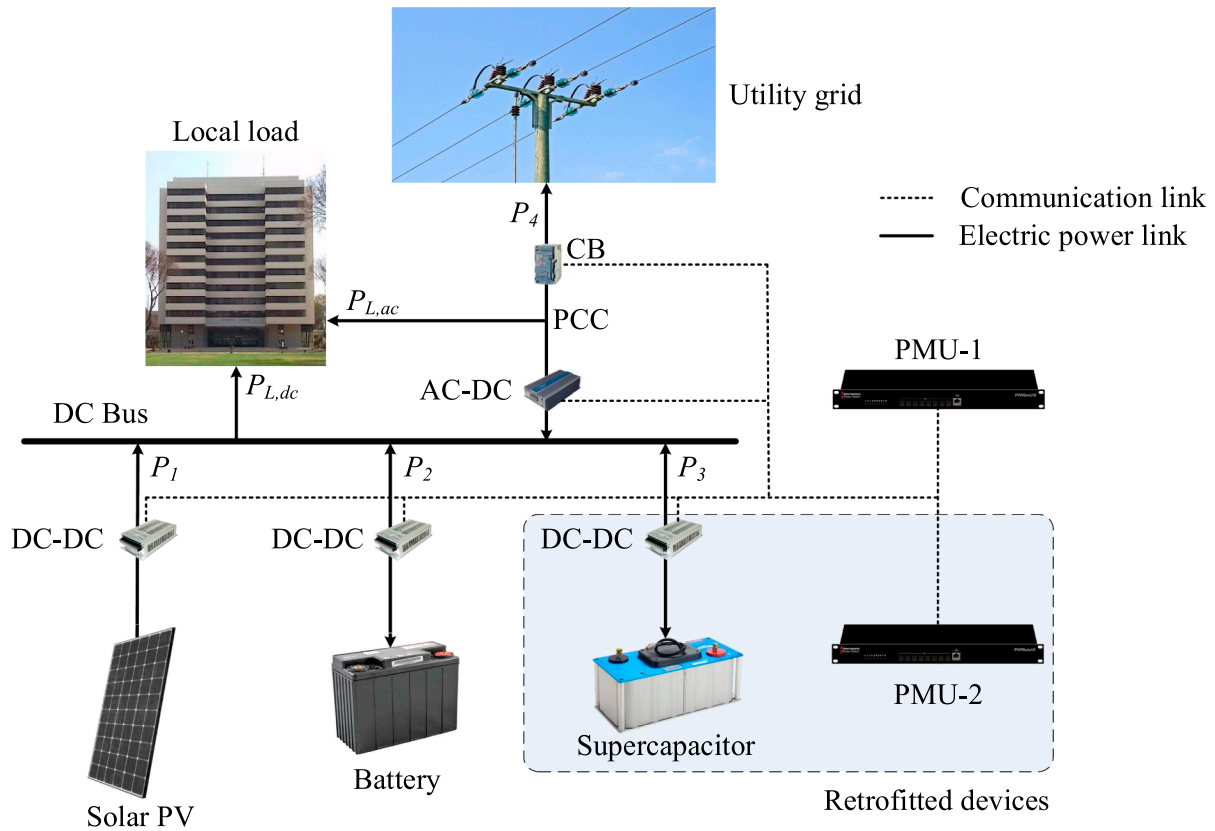 Utility grid
Local load
P4
Communication link
CB
Electric power link
PL,ac
PCC
PMU-1
PL,dc
AC-DC
DC Bus
P1
P2
P3
DC-DC
DC-DC
DC-DC
PMU-2
Supercapacitor
Battery
Retrofitted devices
Solar PV